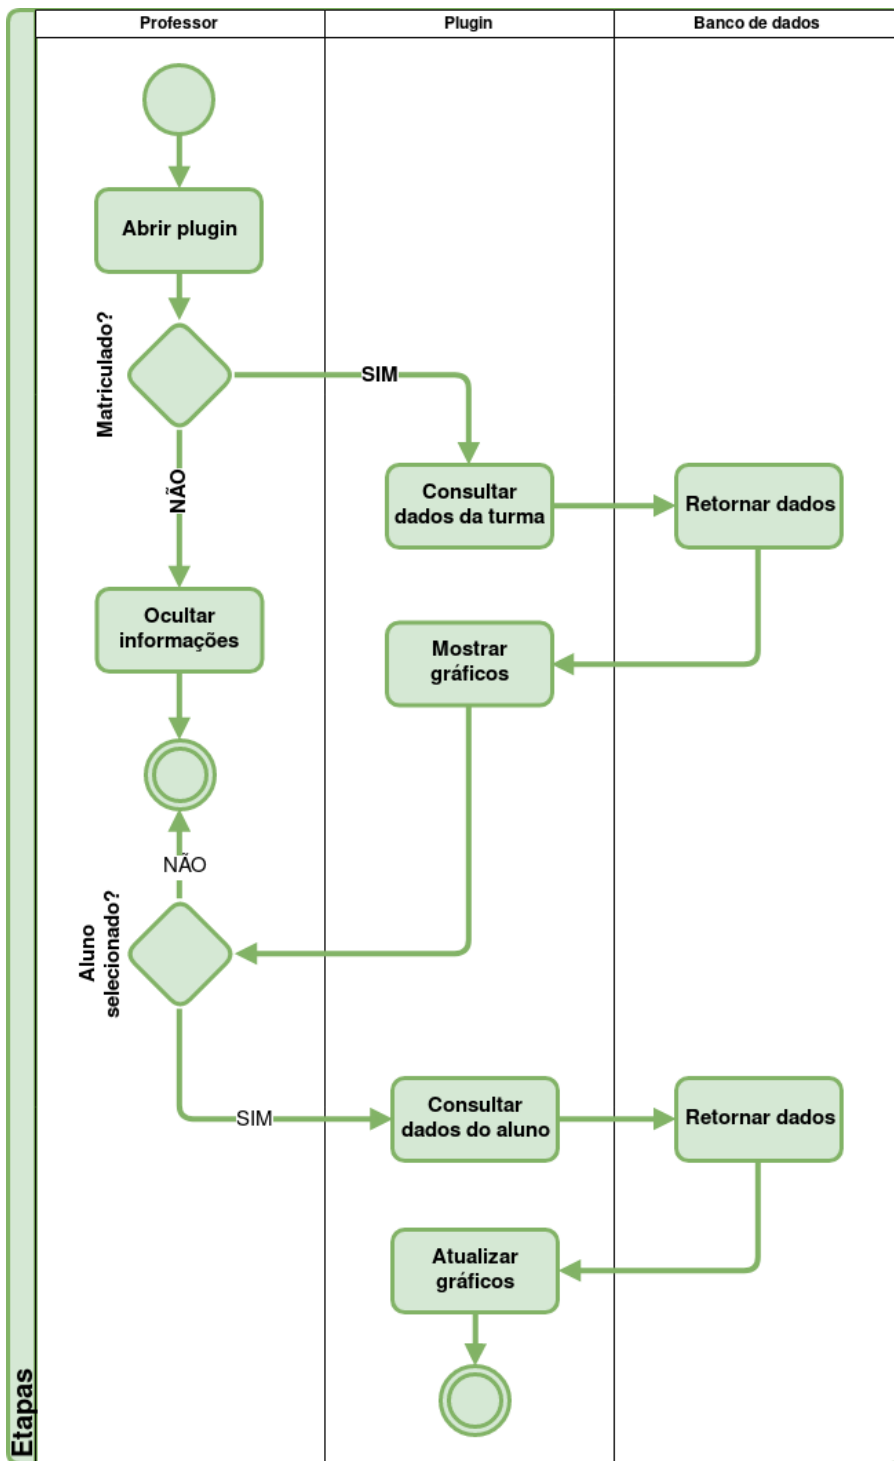 Professor
Plugin
Banco de dados
Abrir plugin
Matriculado?
SIM
NÃO
Consultar
dados da turma
Retornar dados
Ocultar
informações
Mostrar
gráficos
NÃO
Aluno
selecionado?
SIM
Consultar
dados do aluno
Retornar dados
Atualizar
gráficos
Etapas